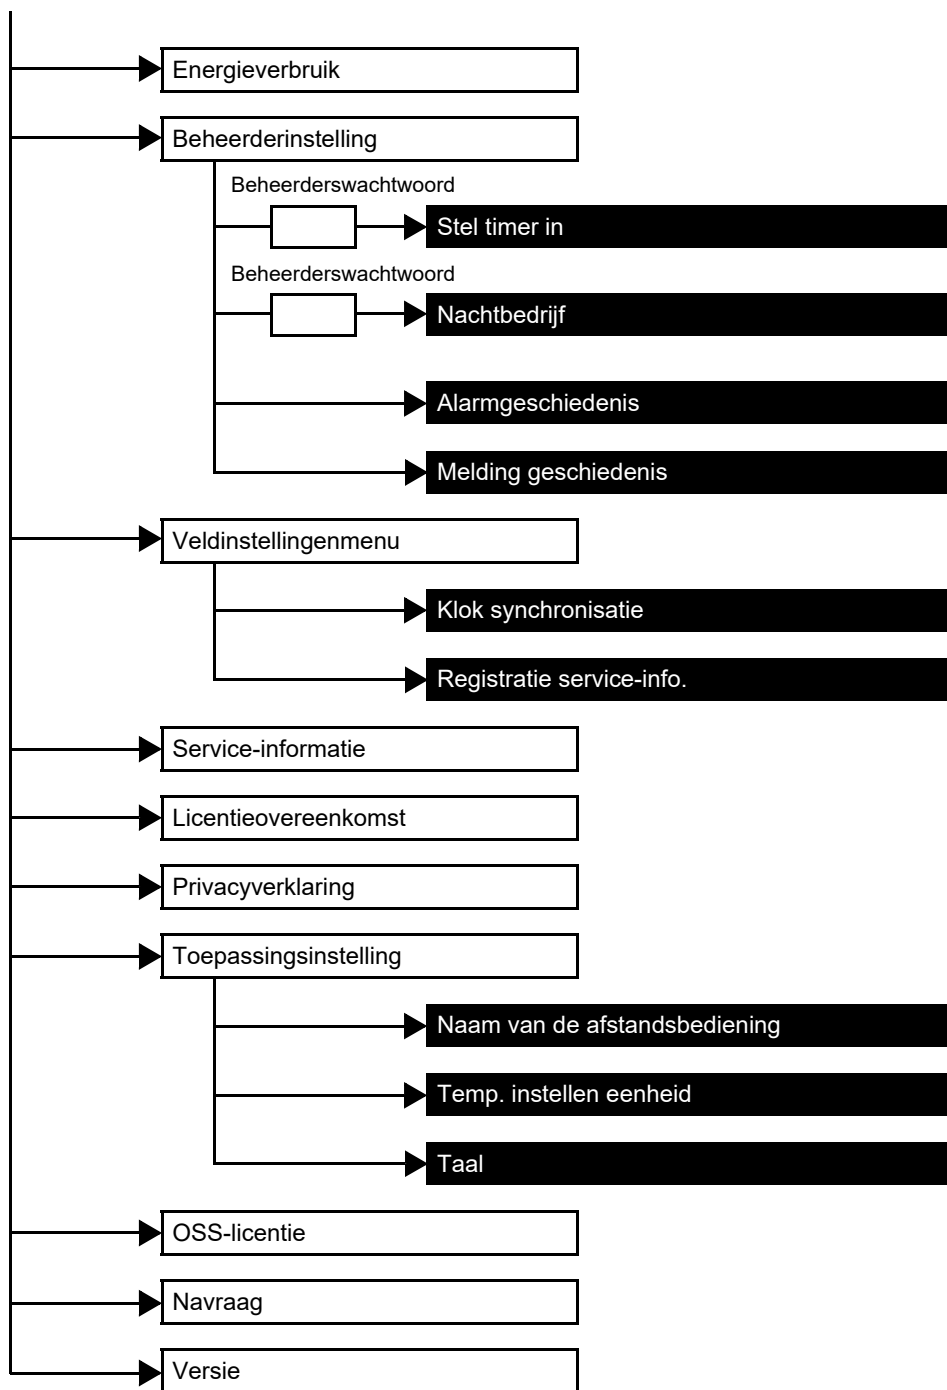 Energieverbruik
Beheerderinstelling
Beheerderswachtwoord
Stel timer in
Beheerderswachtwoord
Nachtbedrijf
Alarmgeschiedenis
Melding geschiedenis
Veldinstellingenmenu
Klok synchronisatie
Registratie service-info.
Service-informatie
Licentieovereenkomst
Privacyverklaring
Toepassingsinstelling
Naam van de afstandsbediening
Temp. instellen eenheid
Taal
OSS-licentie
Navraag
Versie